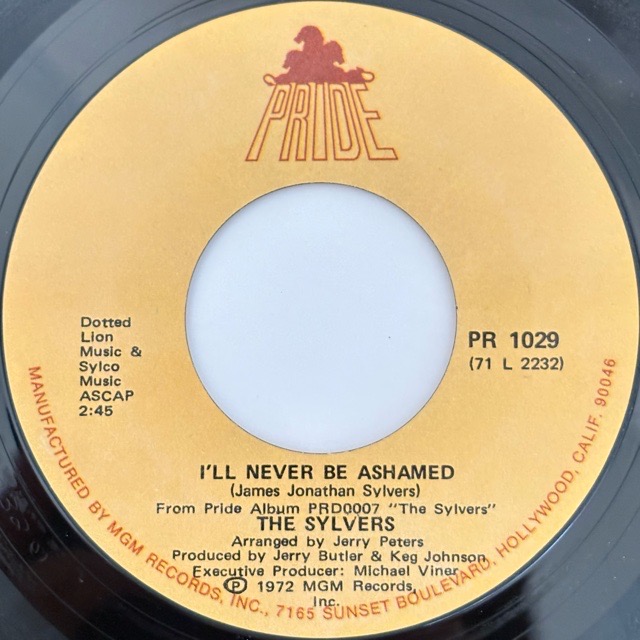 PRIDE
Dotted
Lion
Music &
Sylco
Music
ASCAP
2:45
PR 1029
(71 L 2232)
I'LL NEVER BE ASHAMED
(James Jonathan Sylvers)
From Pride Album PRD0007 "The Sylvers"
THE SYLVERS
Arranged by Jerry Peters
Produced by Jerry Butler & Keg Johnson
Executive Producer: Michael Viner
Ⓟ 1972 MGM Records,
Inc.
MANUFACTURED BY MGM RECORDS, INC., 7165 SUNSET BOULEVARD, HOLLYWOOD, CALIF. 90046